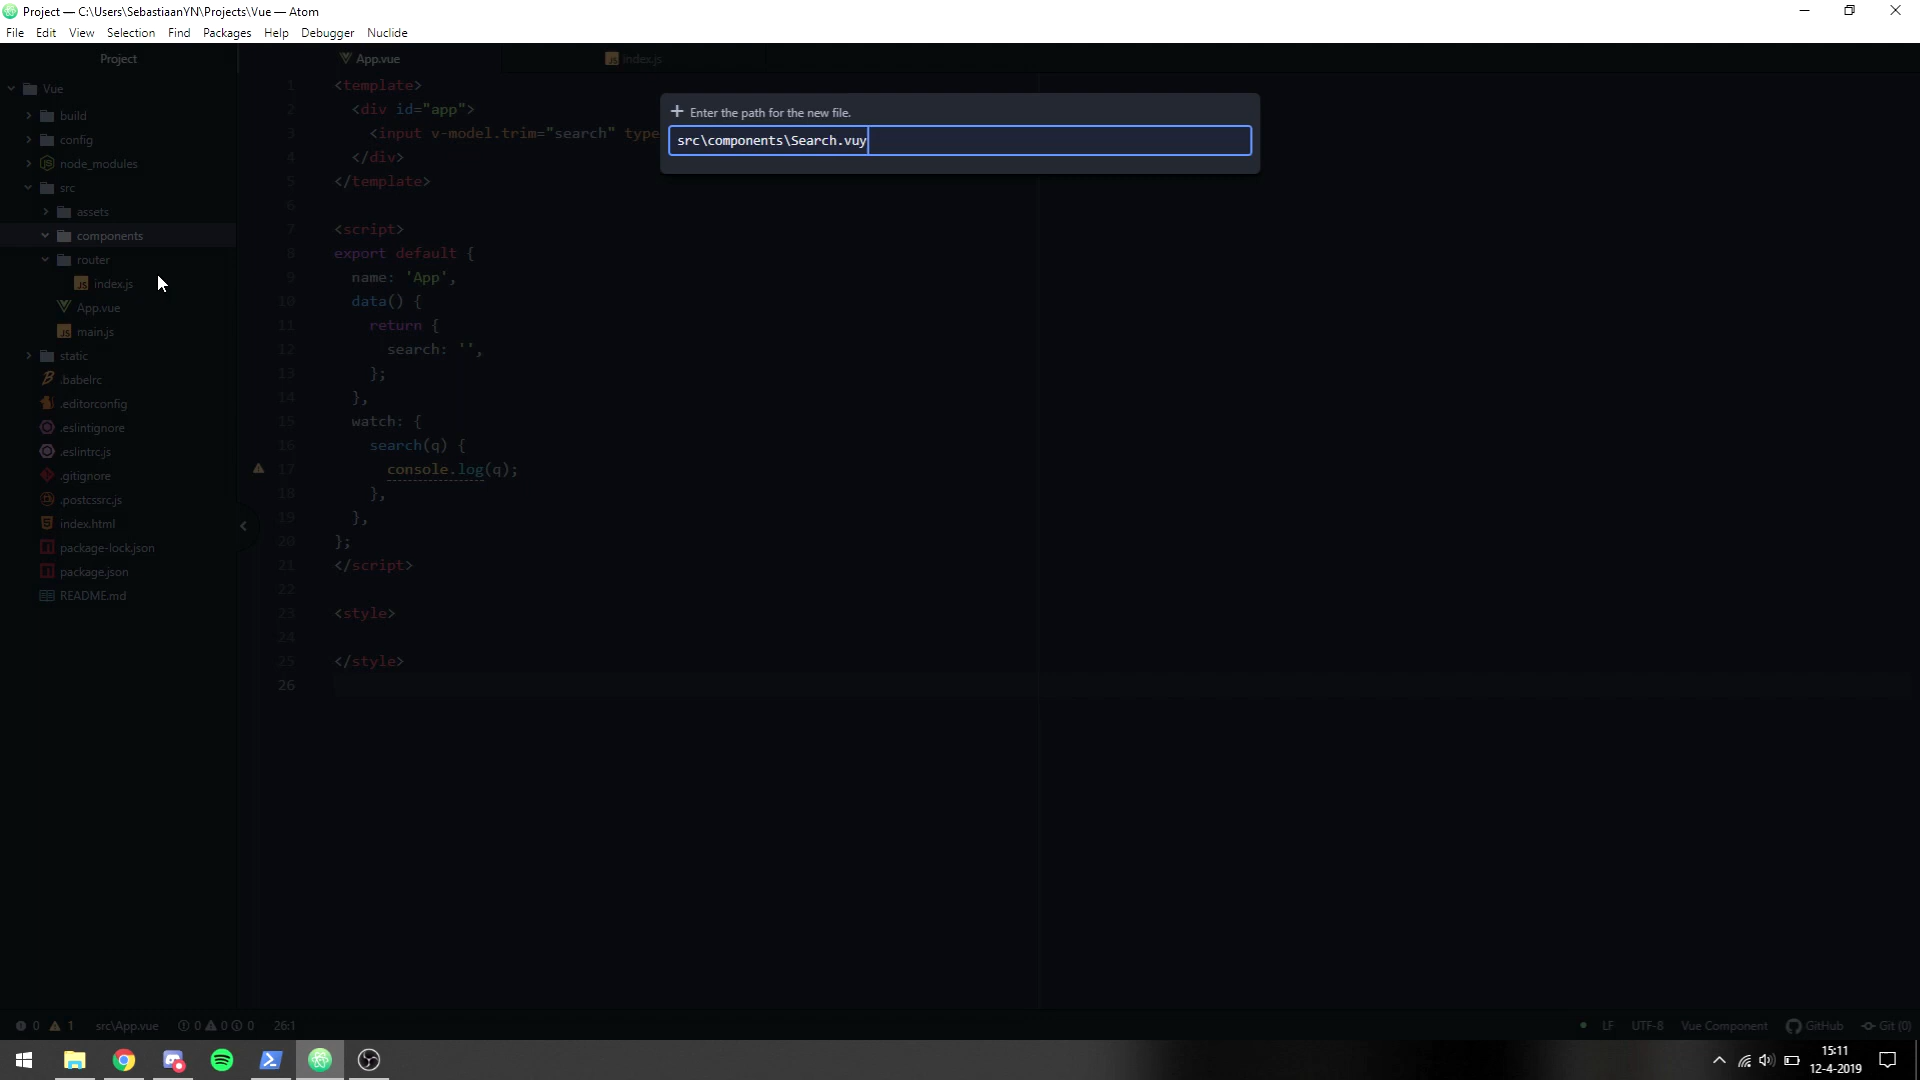 Project — C:\Users\SebastiaanYN\Projects\Vue — Atom
File Edit View Selection Find Packages Help Debugger Nuclide
Project
App.vue
index.js
Vue
build
config
node_modules
src
assets
components
router
index.js
App.vue
main.js
static
.babelrc
.editorconfig
.eslintignore
.eslintrc.js
.gitignore
.postcssrc.js
index.html
package-lock.json
package.json
README.md
Enter the path for the new file.
src\components\Search.vuy
1 <template>
2 <div id="app">
3 <input v-model.trim="search" type
4 </div>
5 </template>
6
7 <script>
8 export default {
9 name: 'App',
10 data() {
11 return {
12 search: '',
13 };
14 },
15 watch: {
16 search(q) {
17 console.log(q);
18 },
19 },
20 };
21 </script>
22
23 <style>
24
25 </style>
26
0 1 src\App.vue 0 0 0 26:1
LF UTF-8 Vue Component GitHub Git (0)
15:11
12-4-2019